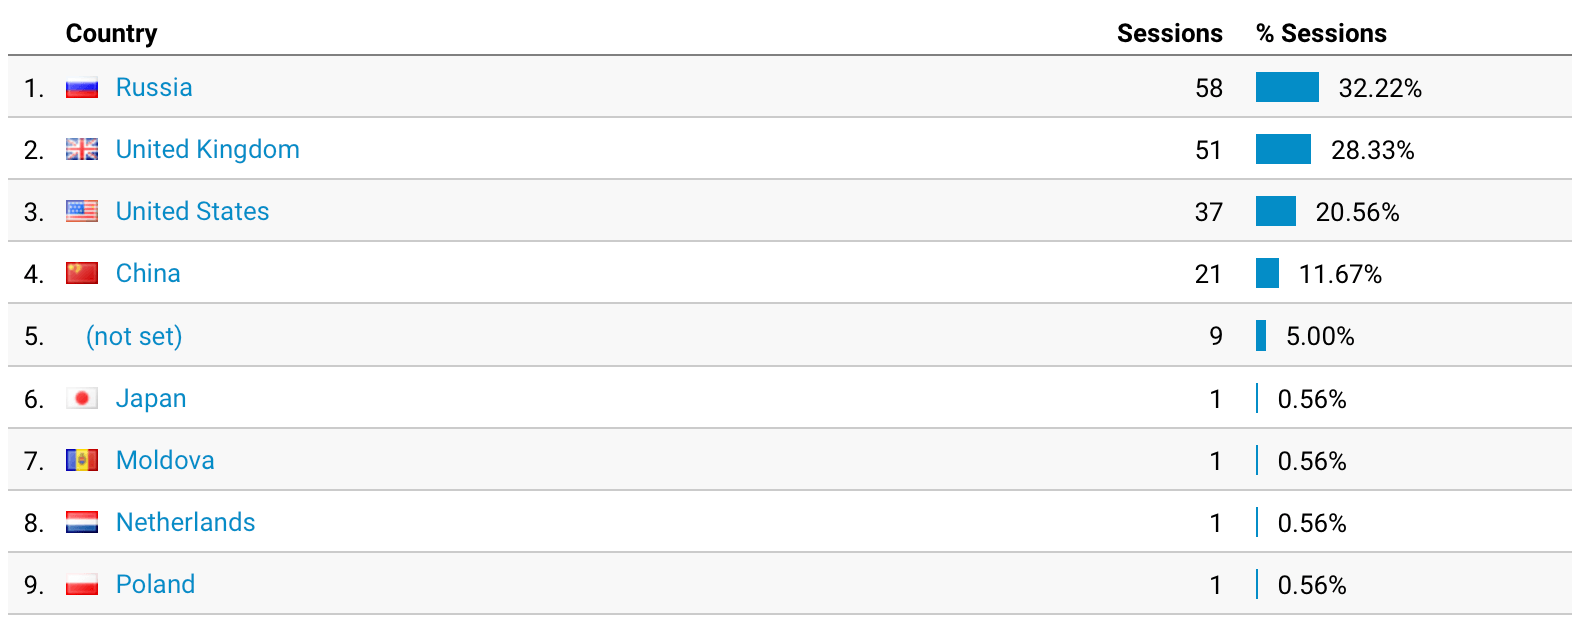 Country Sessions % Sessions
1. Russia 58 32.22%
2. United Kingdom 51 28.33%
3. United States 37 20.56%
4. China 21 11.67%
5. (not set) 9 5.00%
6. Japan 1 0.56%
7. Moldova 1 0.56%
8. Netherlands 1 0.56%
9. Poland 1 0.56%